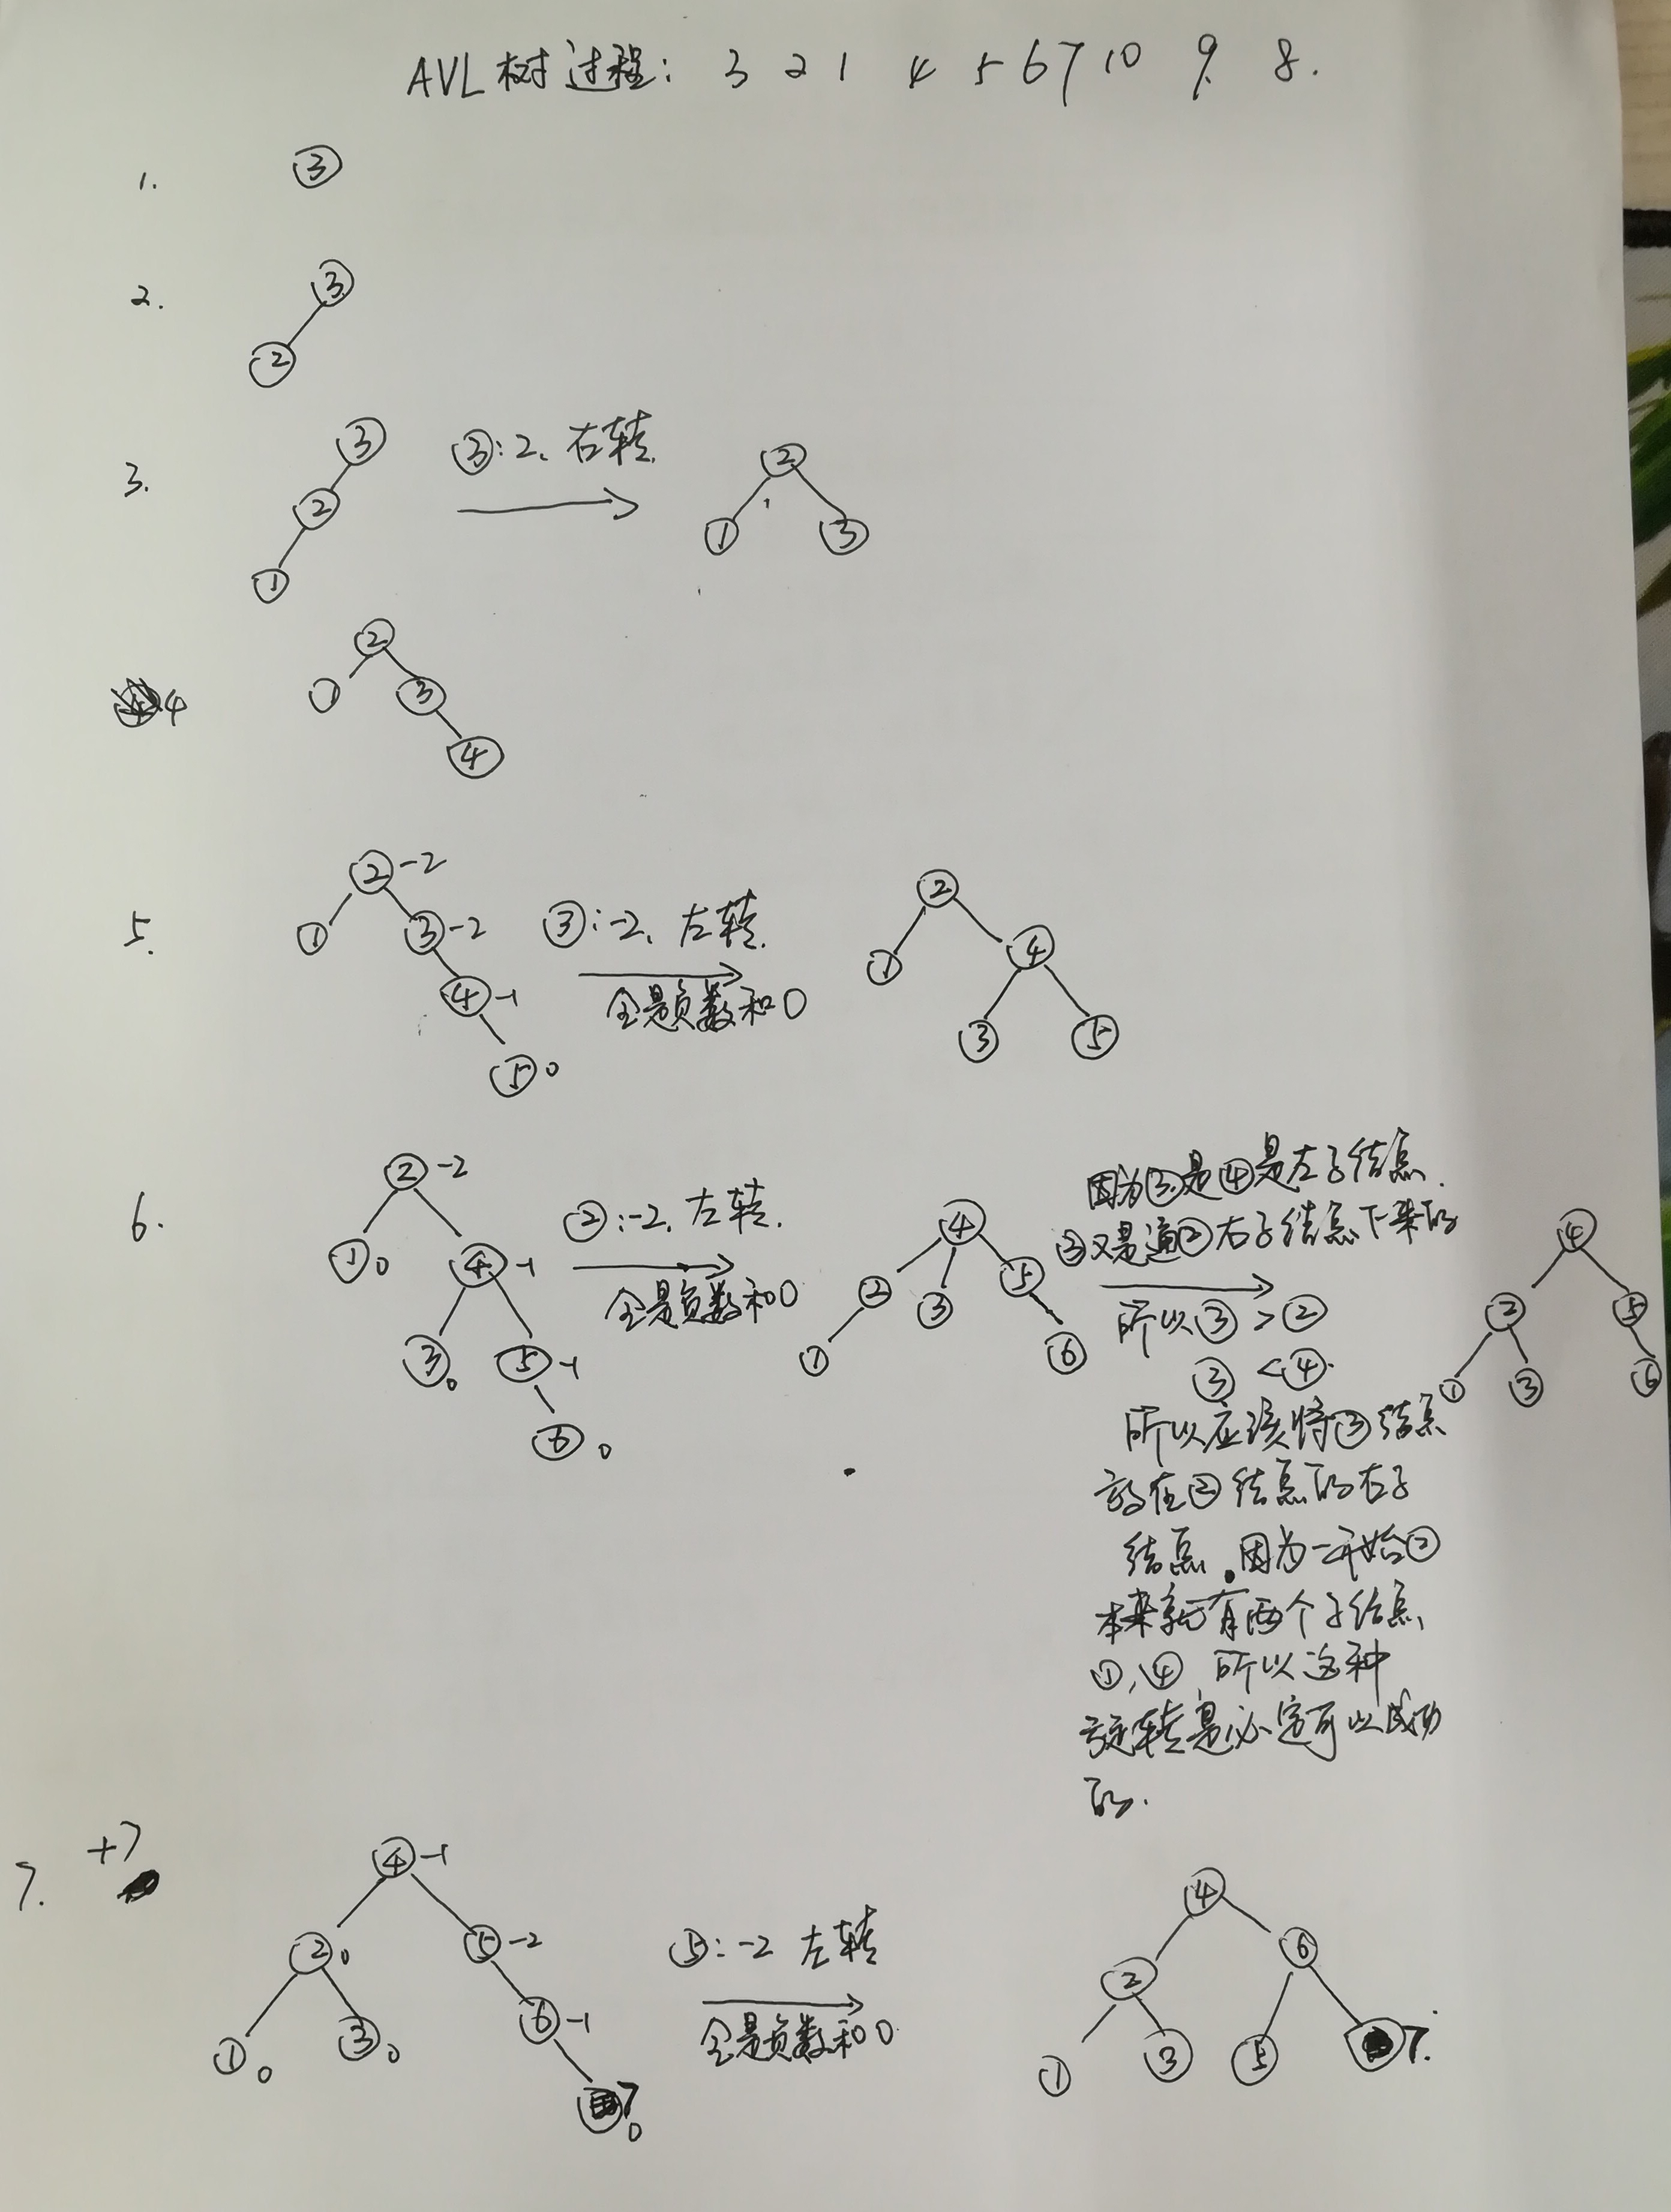 AVL树过程: 3 2 1 4 5 6 7 10 9 8.
1. 3
2. 3
2
3. 3 3:2、右转. 2
2 1 3
1
4 2
1 3
4
5. 2 -2 3:-2、左转. 2
1 3 -2 全是负数和0 1 4
4 -1 3 5
5 0
因为3是4是左子结点.
3又是通2右子结点下来的
6. 2 -2 2:-2、左转. 4 4
1 0 4 -1 全是负数和0 2 3 5 所以3>2 2 5
3 0 5 -1 1 6 3<4. 1 3 6
6 0
所以应该将3结点
放在2结点的右子
结点.因为一开始2
本来就有两个子结点
1、4 所以这种
旋转是必定可以成功
的.
7. +7 4 -1 4
2 0 5 -2 5:-2 左转 2 6
1 0 3 0 6 -1 全是负数和0 1 3 5 7.
7 0